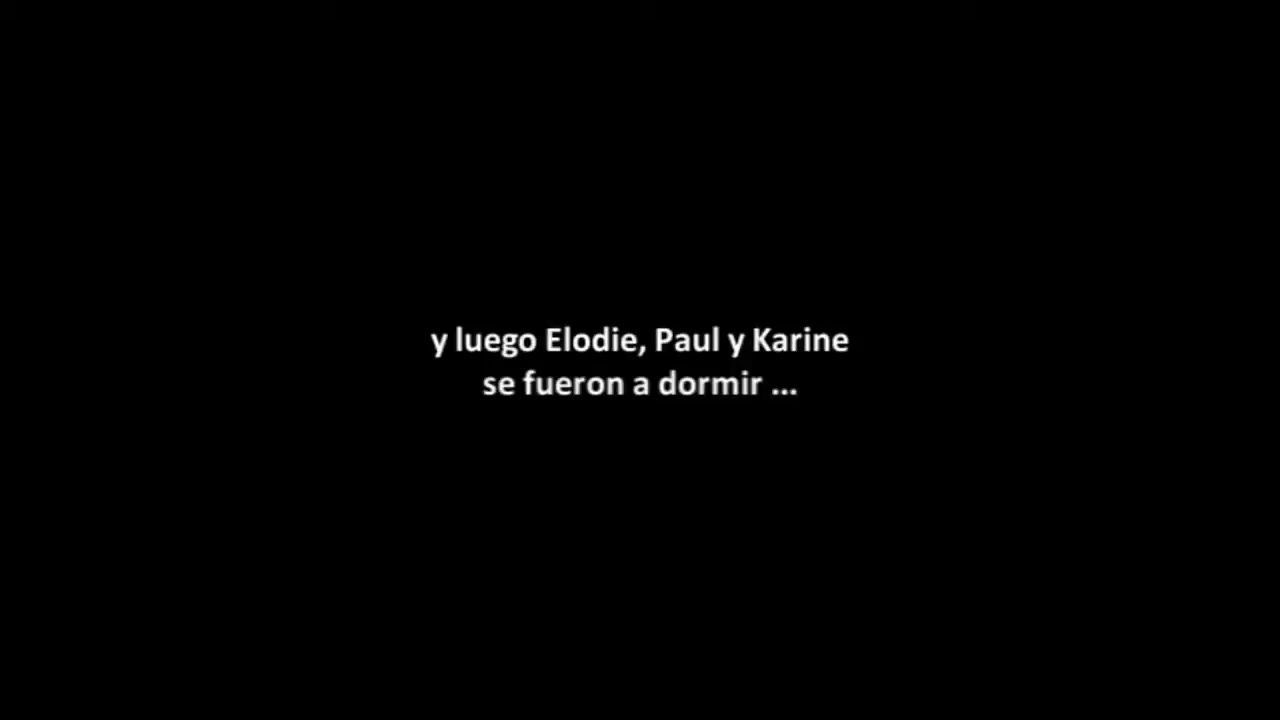 y luego Elodie, Paul y Karine
se fueron a dormir ...